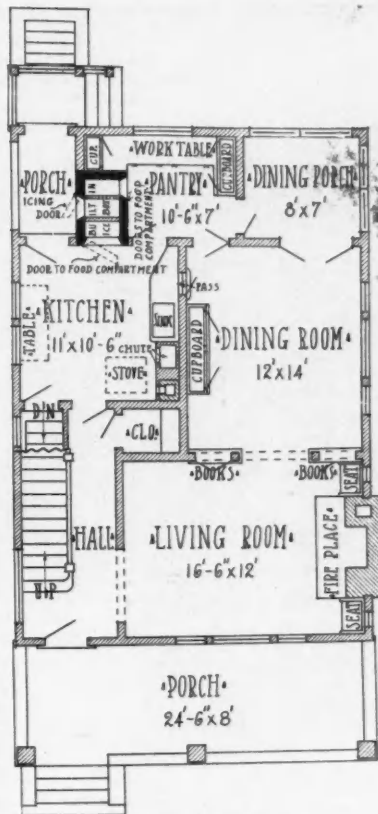 CUP.
WORK TABLE
CUPBOARD
PORCH
ICING DOOR
BUILT IN
ICE BOX
DOORS TO FOOD COMPARTMENT
PANTRY
10'-6"x7'
DINING PORCH
8'x7'
DOOR TO FOOD COMPARTMENT
PASS
KITCHEN
11'x10'-6"
TABLE
SINK
CHUTE
STOVE
CUPBOARD
DINING ROOM
12'x14'
D'N
CLO.
BOOKS
BOOKS
SEAT
HALL
LIVING ROOM
16'-6"x12'
FIRE PLACE
UP
SEAT
PORCH
24'-6"x8'